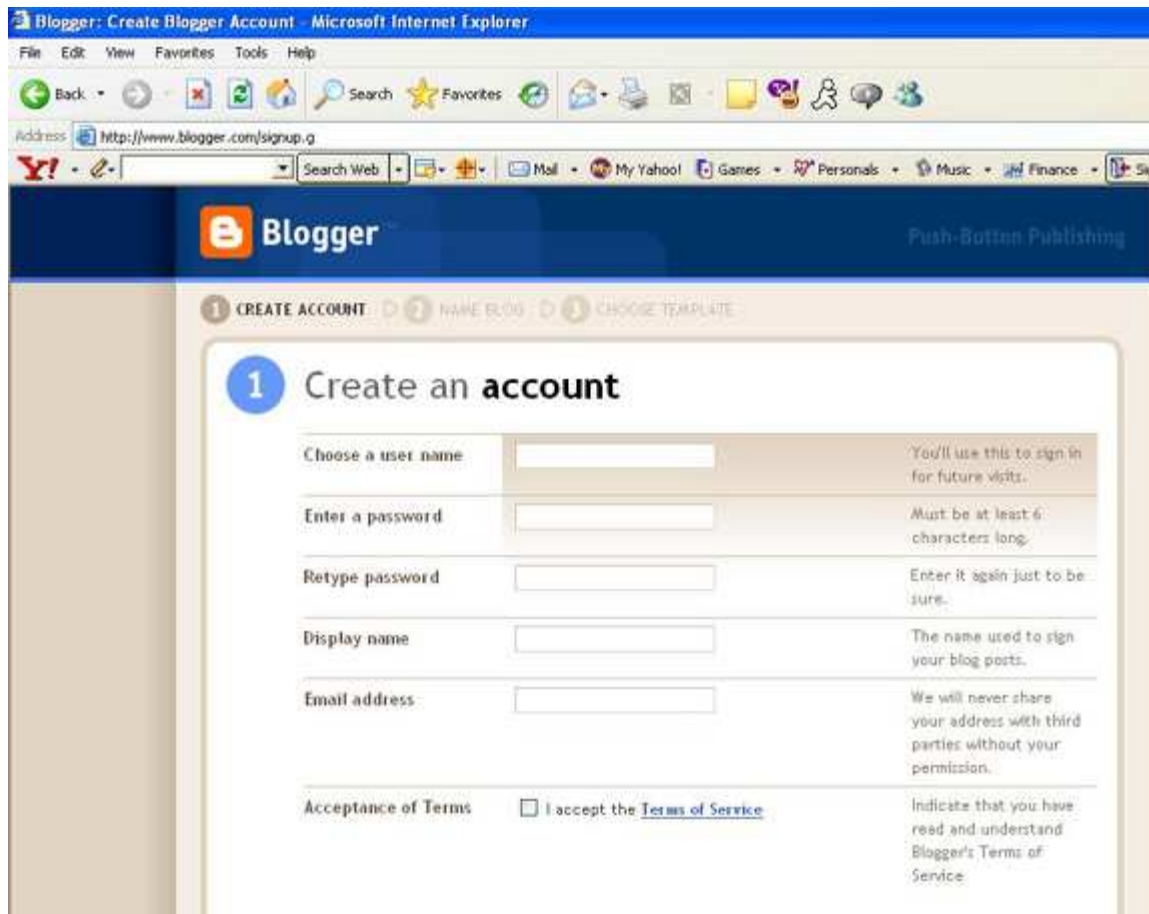 Blogger: Create Blogger Account - Microsoft Internet Explorer
File Edit View Favorites Tools Help
Back Search Favorites
Address http://www.blogger.com/signup.g
Y! Search Web Mail My Yahoo! Games Personals Music Finance
Blogger™ Push-Button Publishing
1 CREATE ACCOUNT 2 NAME BLOG 3 CHOOSE TEMPLATE
1 Create an account
Choose a user name
You'll use this to sign in
for future visits.
Enter a password
Must be at least 6
characters long.
Retype password
Enter it again just to be
sure.
Display name
The name used to sign
your blog posts.
Email address
We will never share
your address with third
parties without your
permission.
Acceptance of Terms I accept the Terms of Service
Indicate that you have
read and understand
Blogger's Terms of
Service